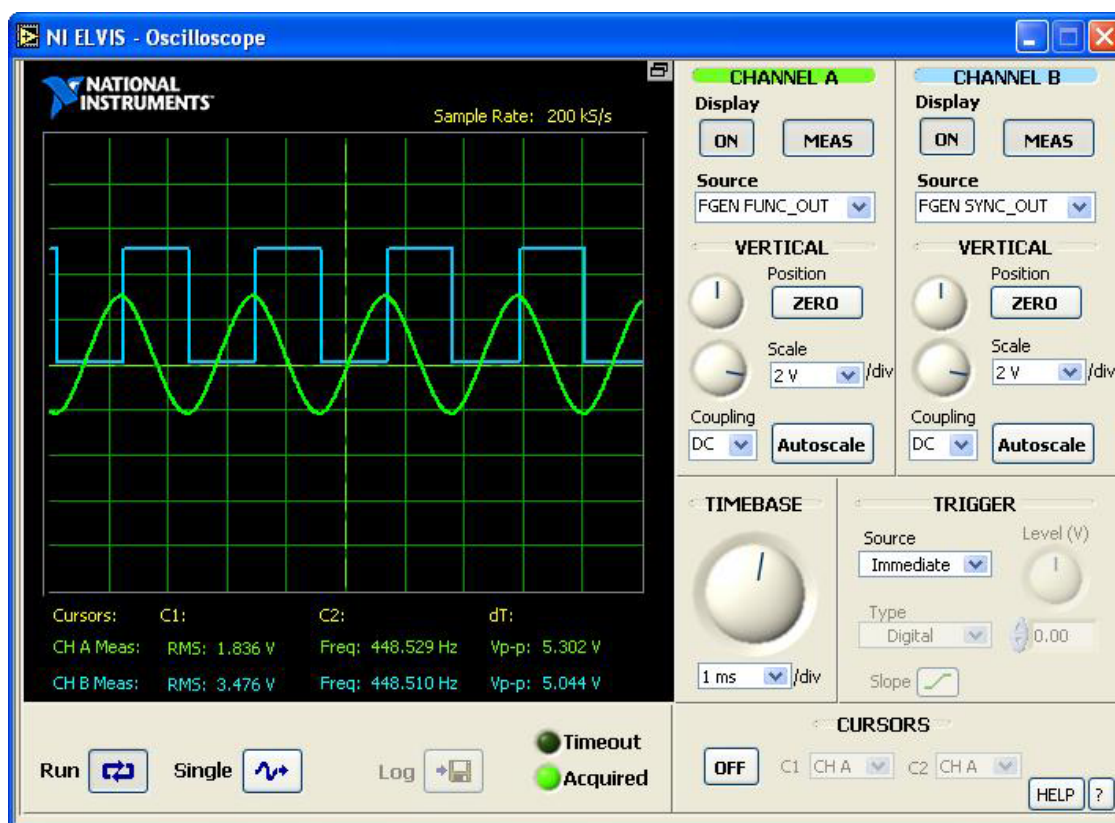 NI ELVIS - Oscilloscope
NATIONAL
INSTRUMENTS™
Sample Rate: 200 kS/s
Cursors: C1: C2: dT:
CH A Meas: RMS: 1.836 V Freq: 448.529 Hz Vp-p: 5.302 V
CH B Meas: RMS: 3.476 V Freq: 448.510 Hz Vp-p: 5.044 V
Run
Single
Log
Timeout
Acquired
CHANNEL A
Display
ON MEAS
Source
FGEN FUNC_OUT
VERTICAL
Position
ZERO
Scale
2 V /div
Coupling
DC Autoscale
CHANNEL B
Display
ON MEAS
Source
FGEN SYNC_OUT
VERTICAL
Position
ZERO
Scale
2 V /div
Coupling
DC Autoscale
TIMEBASE
1 ms /div
TRIGGER
Source
Immediate
Level (V)
Type
Digital
0.00
Slope
CURSORS
OFF C1 CH A C2 CH A
HELP ?